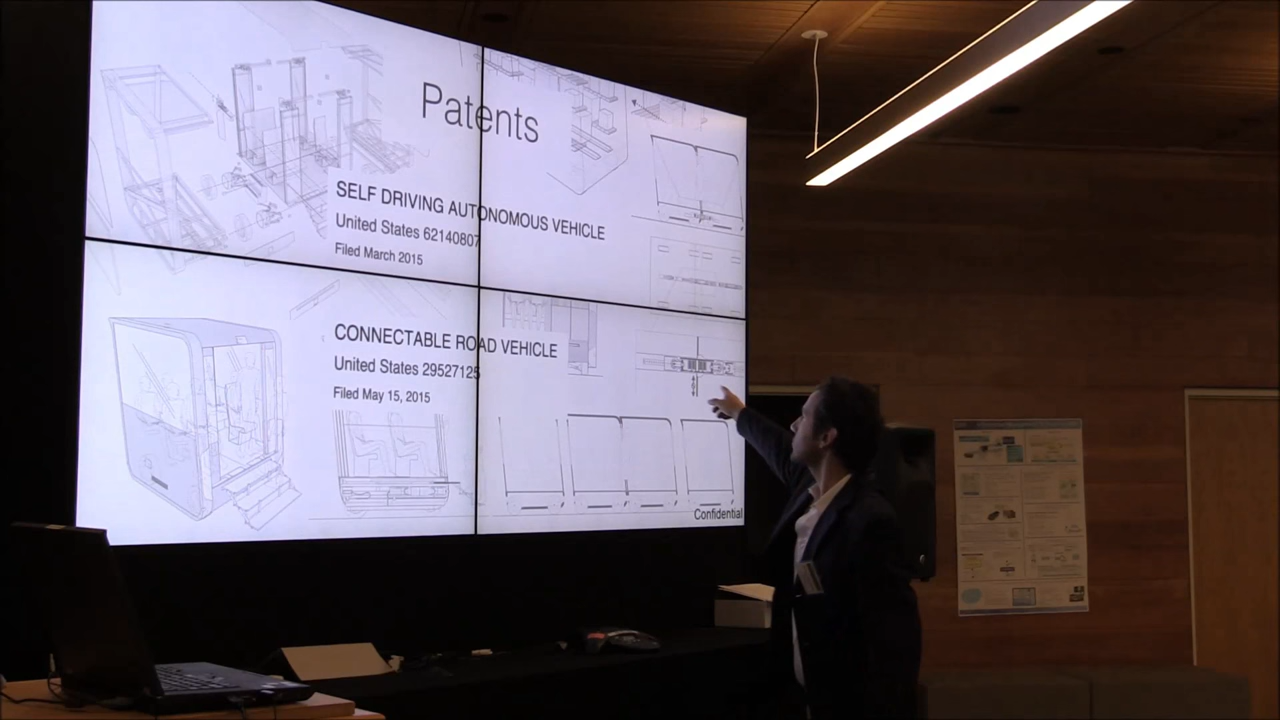 Patents
SELF DRIVING AUTONOMOUS VEHICLE
United States 62140807
Filed March 2015
CONNECTABLE ROAD VEHICLE
United States 29527125
Filed May 15, 2015
Confidential